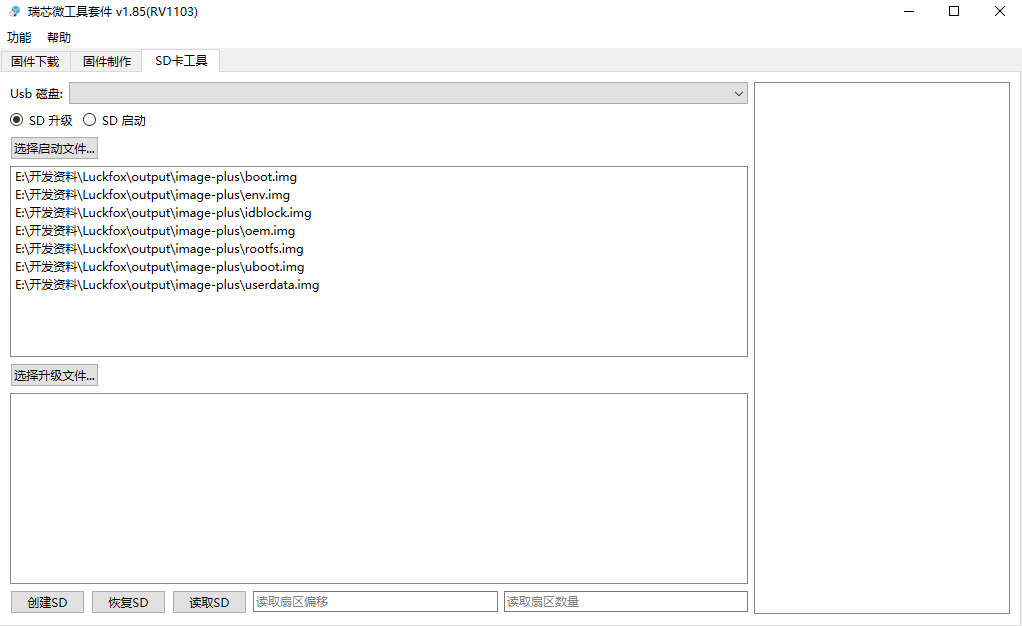 瑞芯微工具套件 v1.85(RV1103)
功能 帮助
固件下载 固件制作 SD卡工具
Usb 磁盘:
SD 升级 SD 启动
选择启动文件...
E:\开发资料\Luckfox\output\image-plus\boot.img
E:\开发资料\Luckfox\output\image-plus\env.img
E:\开发资料\Luckfox\output\image-plus\idblock.img
E:\开发资料\Luckfox\output\image-plus\oem.img
E:\开发资料\Luckfox\output\image-plus\rootfs.img
E:\开发资料\Luckfox\output\image-plus\uboot.img
E:\开发资料\Luckfox\output\image-plus\userdata.img
选择升级文件...
创建SD 恢复SD 读取SD 读取扇区偏移 读取扇区数量